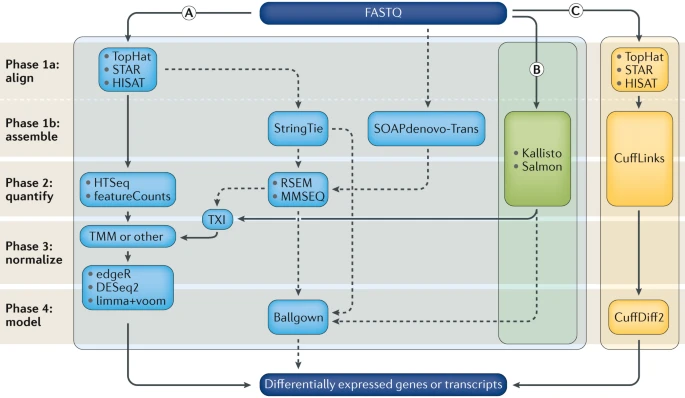 FASTQ
A
C
Phase 1a:
align
• TopHat
• STAR
• HISAT
B
• TopHat
• STAR
• HISAT
Phase 1b:
assemble
StringTie
SOAPdenovo-Trans
• Kallisto
• Salmon
CuffLinks
Phase 2:
quantify
• HTSeq
• featureCounts
• RSEM
• MMSEQ
TXI
Phase 3:
normalize
TMM or other
• edgeR
• DESeq2
• limma+voom
Phase 4:
model
Ballgown
CuffDiff2
Differentially expressed genes or transcripts